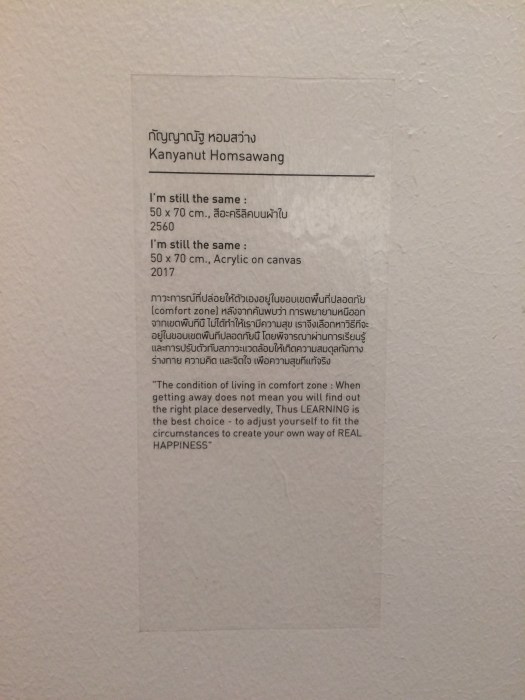 กัญญาณัฐ หอมสว่าง
Kanyanut Homsawang
I'm still the same :
50 x 70 cm., สีอะคริลิคบนผ้าใบ
2560
I'm still the same :
50 x 70 cm., Acrylic on canvas
2017
ภาวะการณ์ที่ปล่อยให้ตัวเองอยู่ในขอบเขตพื้นที่ปลอดภัย
(comfort zone) หลังจากค้นพบว่า การพยายามหนีออก
จากเขตพื้นที่นี้ ไม่ได้ทำให้เรามีความสุข เราจึงเลือกหาวิธีที่จะ
อยู่ในขอบเขตพื้นที่ปลอดภัยนี้ โดยพิจารณาผ่านการเรียนรู้
และการปรับตัวกับสภาวะแวดล้อมให้เกิดความสมดุลทั้งทาง
ร่างกาย ความคิด และจิตใจ เพื่อความสุขที่แท้จริง
"The condition of living in comfort zone : When
getting away does not mean you will find out
the right place deservedly, Thus LEARNING is
the best choice - to adjust yourself to fit the
circumstances to create your own way of REAL
HAPPINESS"